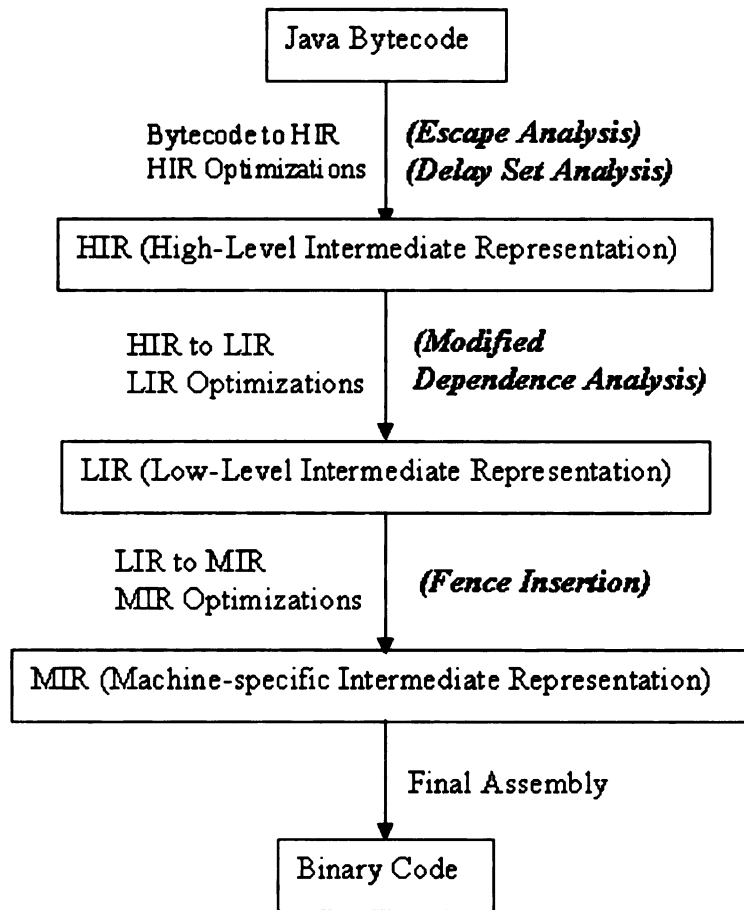 Java Bytecode
Bytecode to HIR
HIR Optimizations
(Escape Analysis)
(Delay Set Analysis)
HIR (High-Level Intermediate Representation)
HIR to LIR
LIR Optimizations
(Modified
Dependence Analysis)
LIR (Low-Level Intermediate Representation)
LIR to MIR
MIR Optimizations
(Fence Insertion)
MIR (Machine-specific Intermediate Representation)
Final Assembly
Binary Code